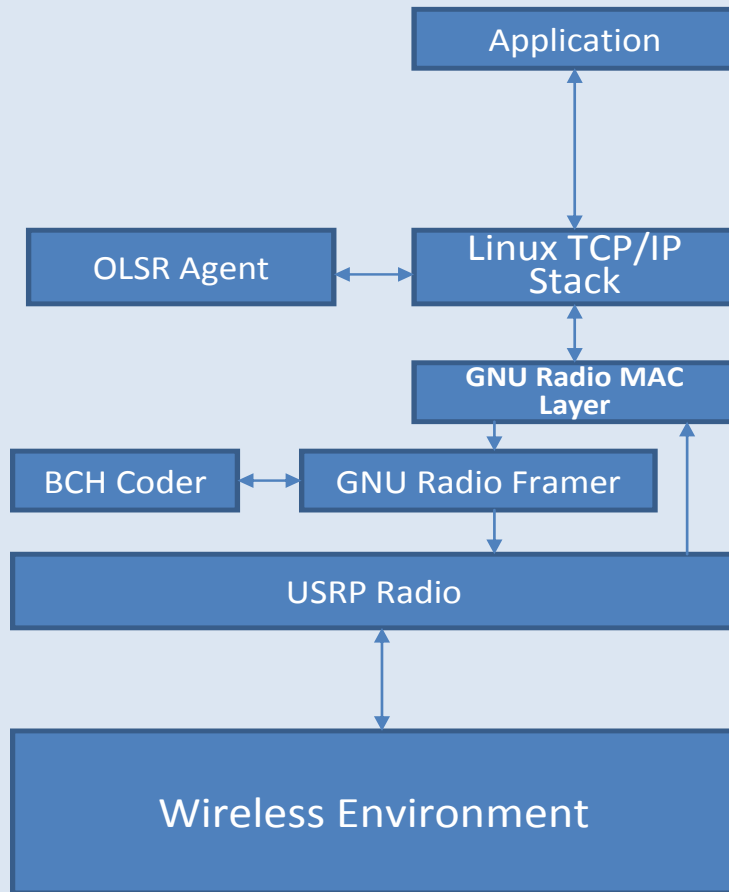 Application
OLSR Agent
Linux TCP/IP
Stack
GNU Radio MAC
Layer
BCH Coder
GNU Radio Framer
USRP Radio
Wireless Environment